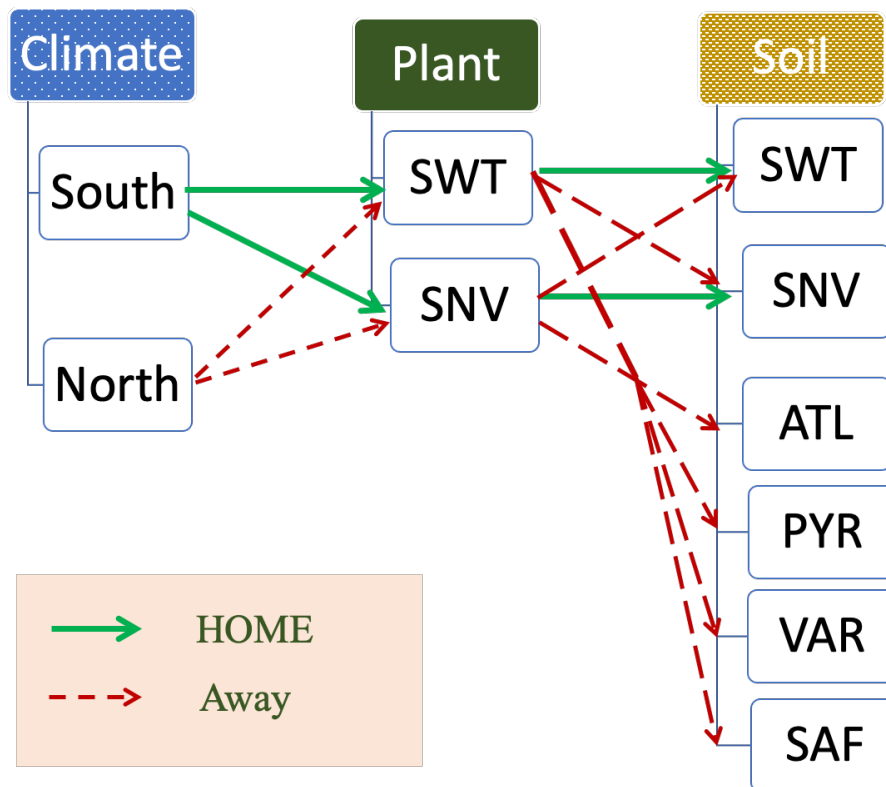 Climate
Plant
Soil
South
North
SWT
SNV
SWT
SNV
ATL
PYR
VAR
SAF
HOME
Away